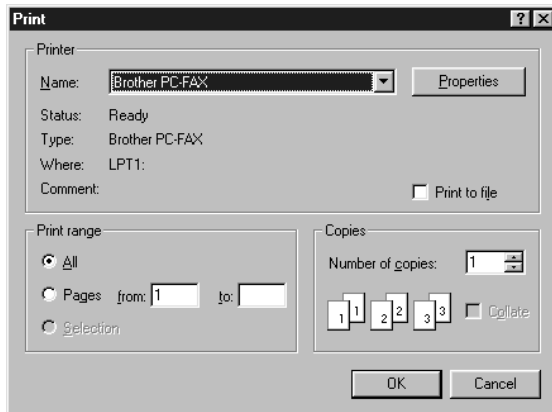 Print
Printer
Name: Brother PC-FAX Properties
Status: Ready
Type: Brother PC-FAX
Where: LPT1:
Comment: Print to file
Print range
All
Pages from: 1 to:
Selection
Copies
Number of copies: 1
1 1 2 2 3 3 Collate
OK Cancel